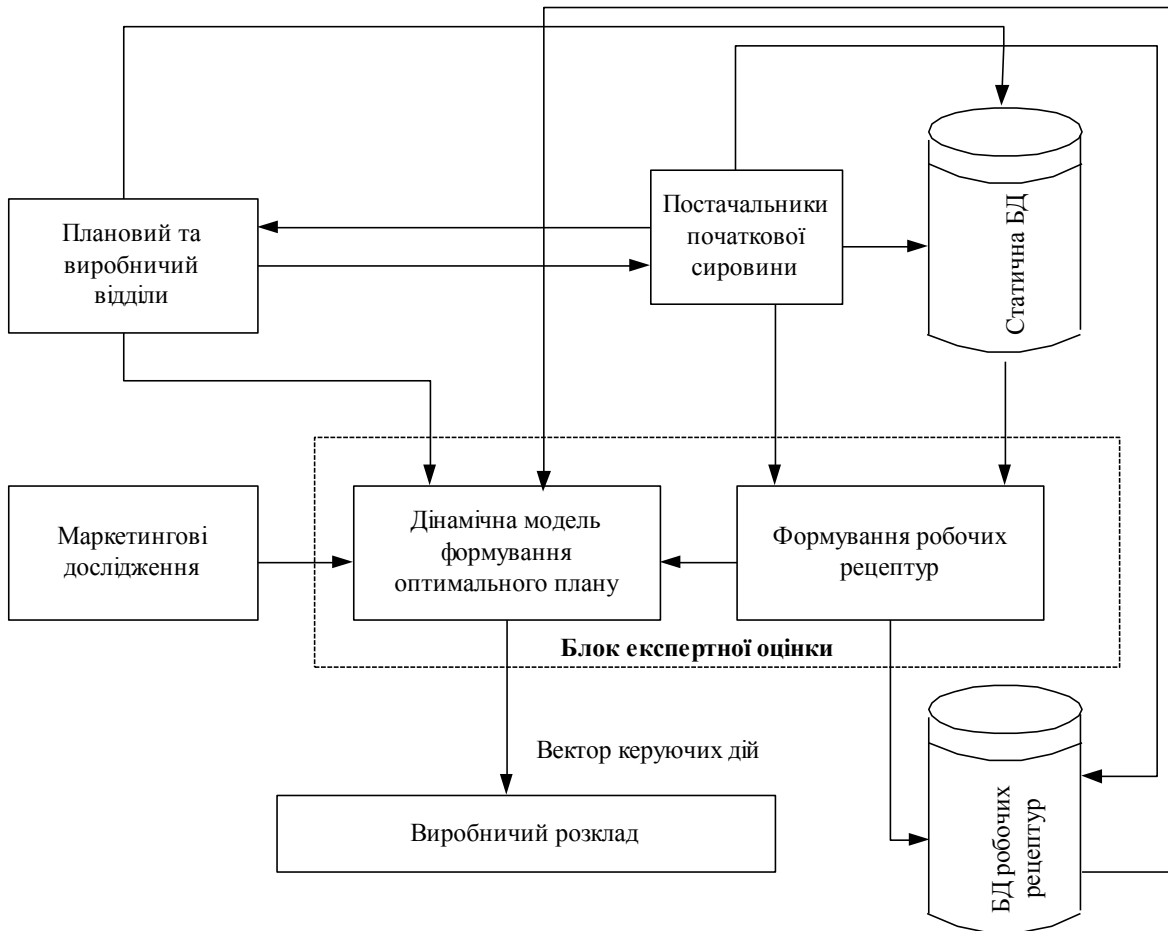 Плановий та
виробничий
відділи
Постачальники
початкової
сировини
Статична БД
Маркетингові
дослідження
Дінамічна модель
формування
оптимального плану
Формування робочих
рецептур
Блок експертної оцінки
Вектор керуючих дій
Виробничий розклад
БД робочих
рецептур